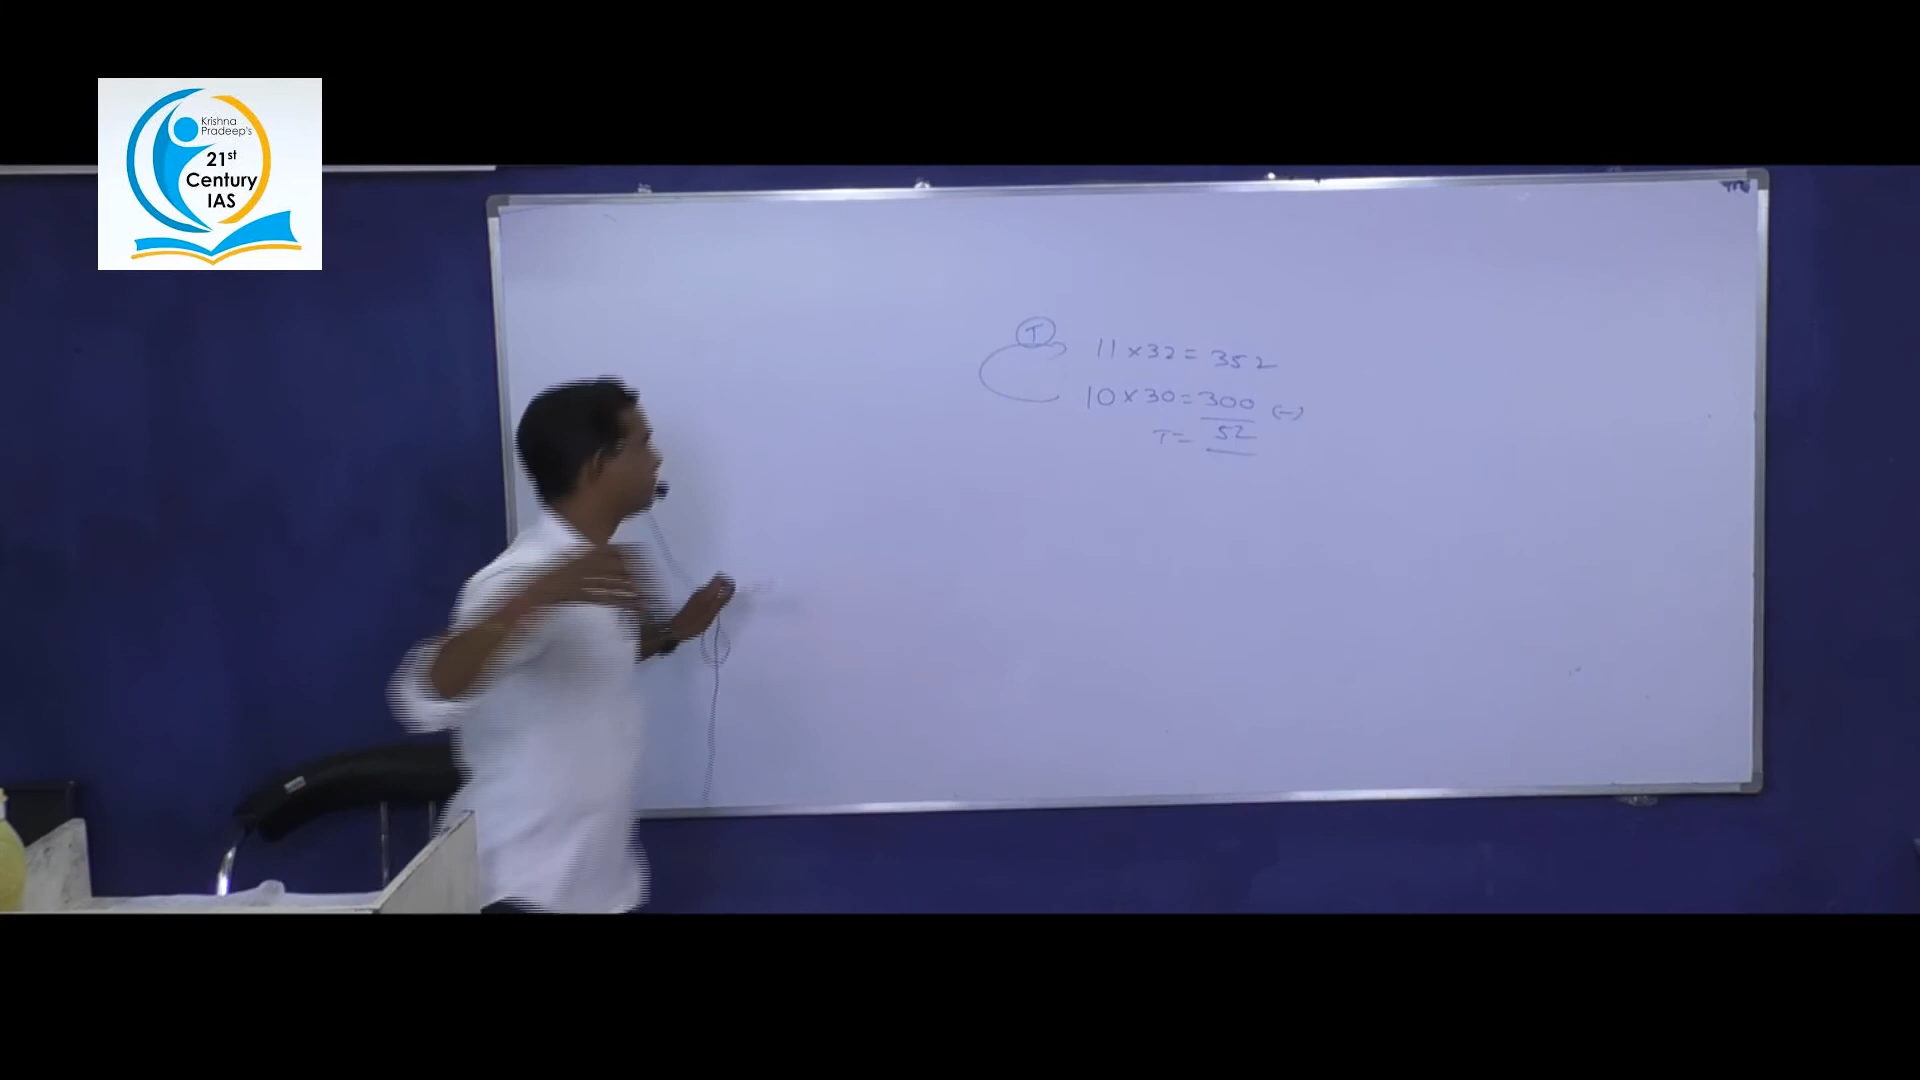 Krishna
Pradeep's
21st
Century
IAS
T
11 × 32 = 352
10 × 30 = 300 (-)
T = 52